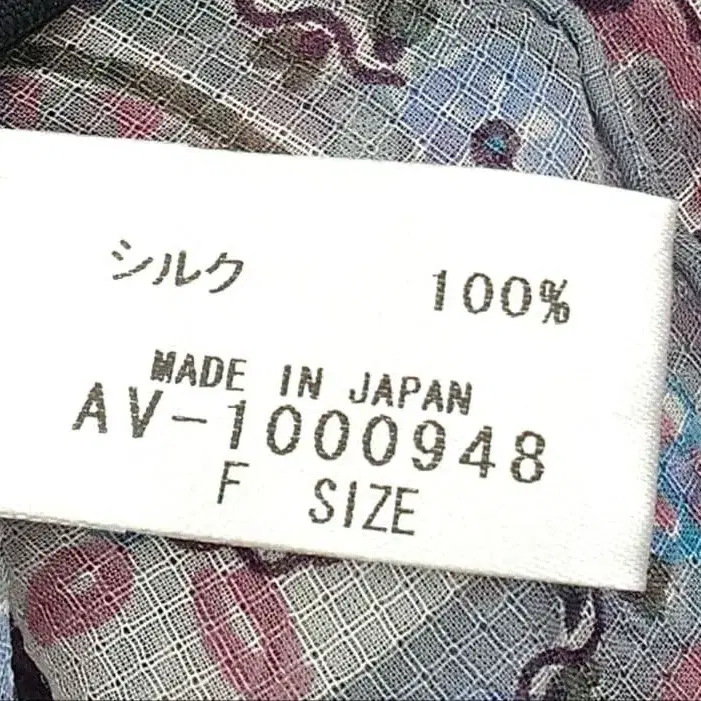 シルク 100%
MADE IN JAPAN
AV-1000948
F SIZE